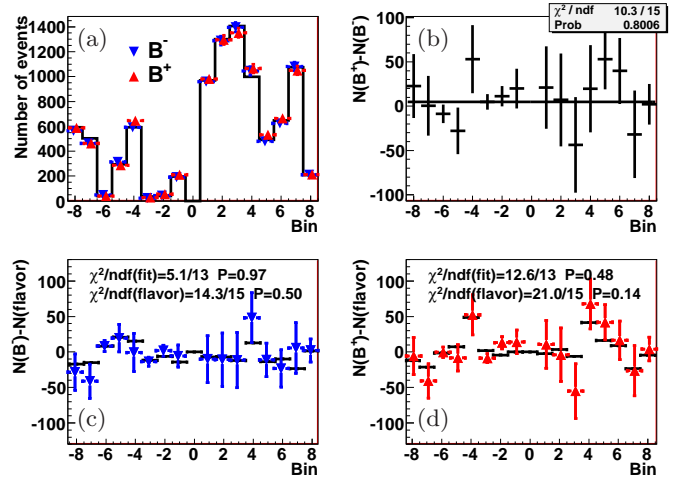 (a)
B-
B+
Number of events
1400
1200
1000
800
600
400
200
0
-8 -6 -4 -2 0 2 4 6 8
Bin
(b)
χ² / ndf 10.3 / 15
Prob 0.8006
N(B⁺)-N(B⁻)
100
50
0
-50
-100
-8 -6 -4 -2 0 2 4 6 8
Bin
χ²/ndf(fit)=5.1/13 P=0.97
χ²/ndf(flavor)=14.3/15 P=0.50
N(B⁻)-N(flavor)
100
50
0
-50
-100
(c)
-8 -6 -4 -2 0 2 4 6 8
Bin
χ²/ndf(fit)=12.6/13 P=0.48
χ²/ndf(flavor)=21.0/15 P=0.14
N(B⁺)-N(flavor)
100
50
0
-50
-100
(d)
-8 -6 -4 -2 0 2 4 6 8
Bin